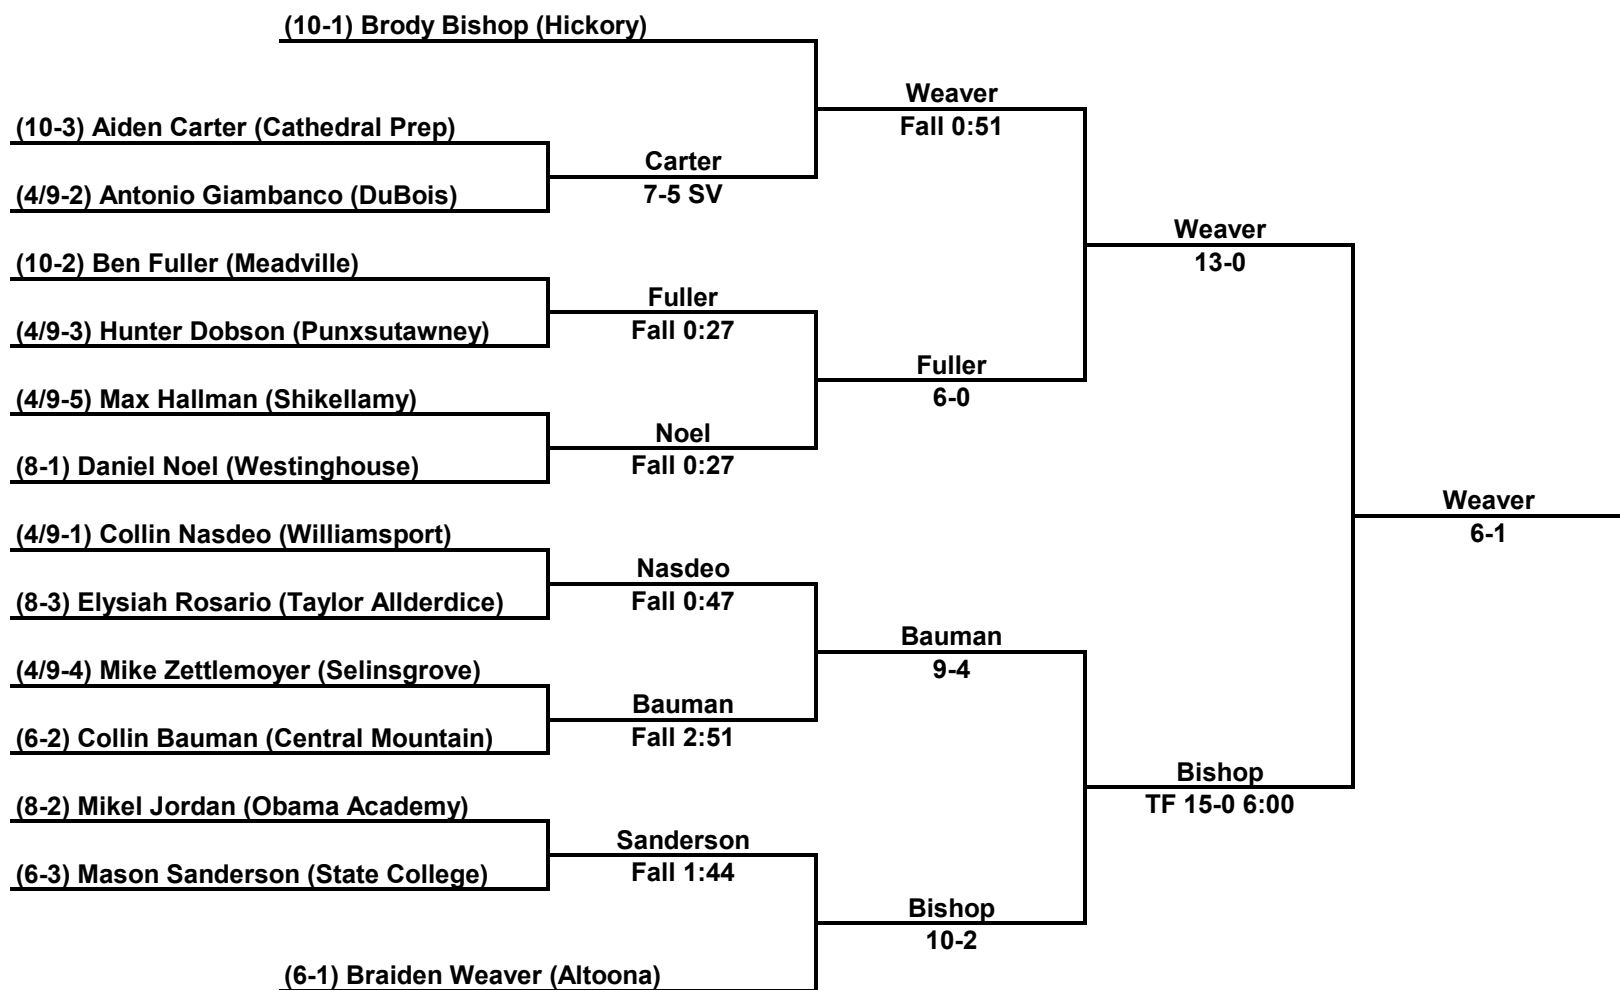 (10-1) Brody Bishop (Hickory)
Weaver
Fall 0:51
(10-3) Aiden Carter (Cathedral Prep)
Carter
7-5 SV
(4/9-2) Antonio Giambanco (DuBois)
Weaver
13-0
(10-2) Ben Fuller (Meadville)
Fuller
Fall 0:27
(4/9-3) Hunter Dobson (Punxsutawney)
Fuller
6-0
(4/9-5) Max Hallman (Shikellamy)
Noel
Fall 0:27
(8-1) Daniel Noel (Westinghouse)
Weaver
6-1
(4/9-1) Collin Nasdeo (Williamsport)
Nasdeo
Fall 0:47
(8-3) Elysiah Rosario (Taylor Allderdice)
Bauman
9-4
(4/9-4) Mike Zettlemoyer (Selinsgrove)
Bauman
Fall 2:51
(6-2) Collin Bauman (Central Mountain)
Bishop
TF 15-0 6:00
(8-2) Mikel Jordan (Obama Academy)
Sanderson
Fall 1:44
(6-3) Mason Sanderson (State College)
Bishop
10-2
(6-1) Braiden Weaver (Altoona)